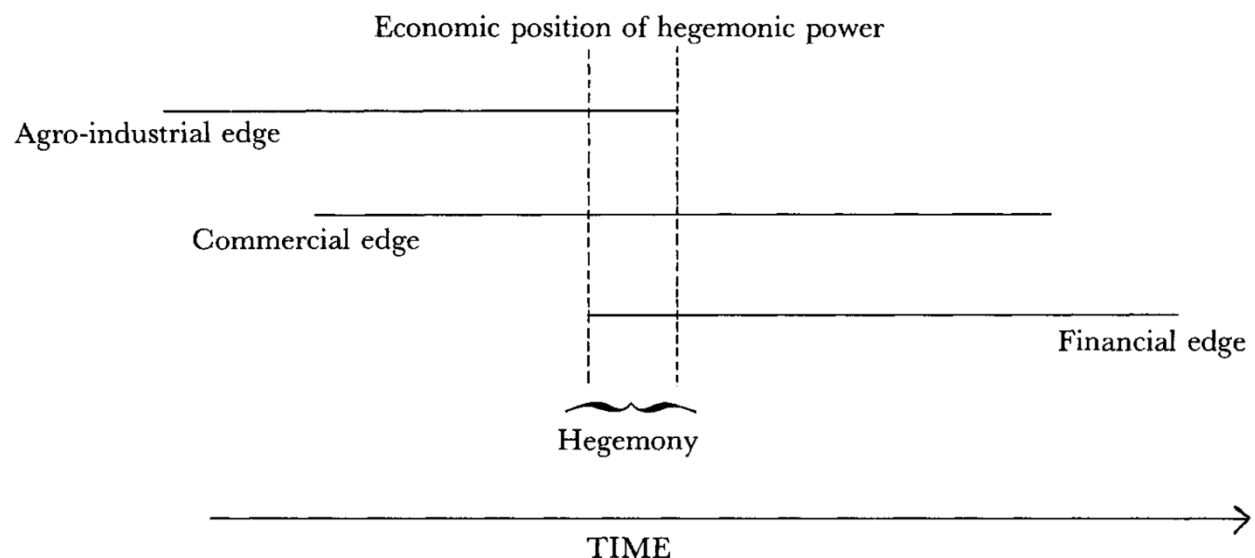 Economic position of hegemonic power
Agro-industrial edge
Commercial edge
Financial edge
Hegemony
TIME